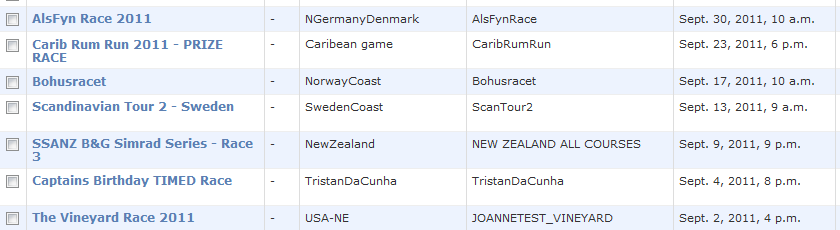 AlsFyn Race 2011 - NGermanyDenmark AlsFynRace Sept. 30, 2011, 10 a.m.
Carib Rum Run 2011 - PRIZE
RACE - Caribean game CaribRumRun Sept. 23, 2011, 6 p.m.
Bohusracet - NorwayCoast Bohusracet Sept. 17, 2011, 10 a.m.
Scandinavian Tour 2 - Sweden - SwedenCoast ScanTour2 Sept. 13, 2011, 9 a.m.
SSANZ B&G Simrad Series - Race
3 - NewZealand NEW ZEALAND ALL COURSES Sept. 9, 2011, 9 p.m.
Captains Birthday TIMED Race - TristanDaCunha TristanDaCunha Sept. 4, 2011, 8 p.m.
The Vineyard Race 2011 - USA-NE JOANNETEST_VINEYARD Sept. 2, 2011, 4 p.m.